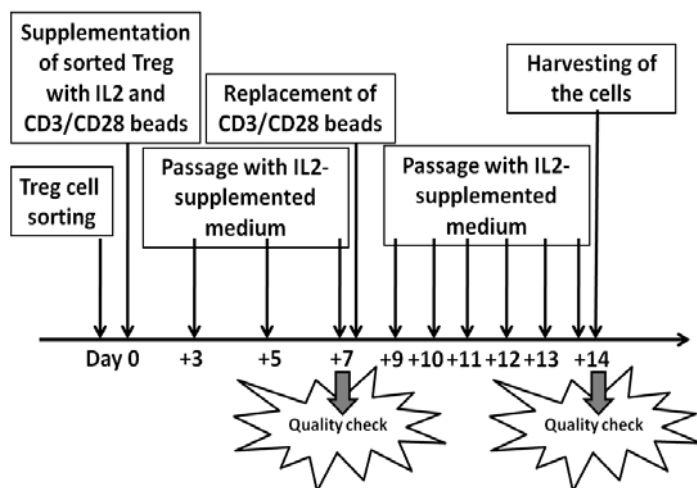 Supplementation
of sorted Treg
with IL2 and
CD3/CD28 beads
Treg cell
sorting
Replacement of
CD3/CD28 beads
Passage with IL2-
supplemented
medium
Harvesting of
the cells
Passage with IL2-
supplemented
medium
Day 0 +3 +5 +7 +9 +10 +11 +12 +13 +14
Quality check
Quality check